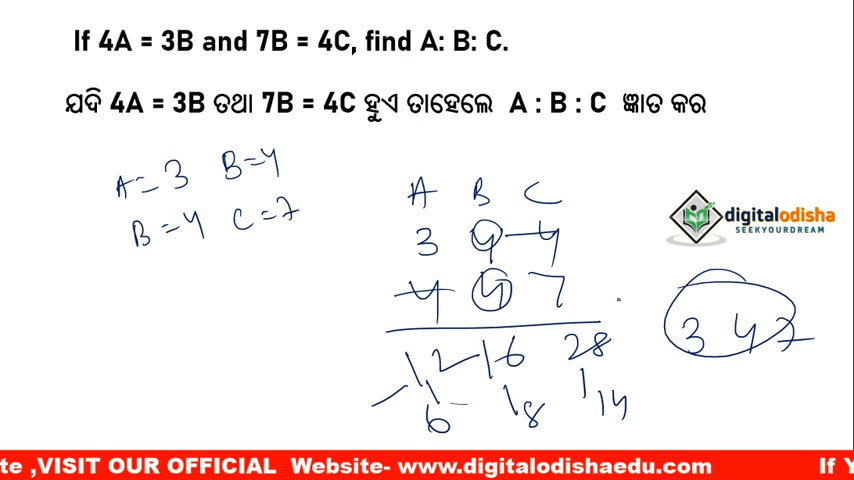 If 4A = 3B and 7B = 4C, find A: B: C.
ଯଦି 4A = 3B ତଥା 7B = 4C ହୁଏ ତାହେଲେ A : B : C ଜ୍ଞାତ କର
A = 3 B = 4
B = 4 C = 7
A B C
3 4 4
4 4 7
12 16 28
6 8 14
3 4 7
digitalodisha
SEEKYOURDREAM
te ,VISIT OUR OFFICIAL Website- www.digitalodishaedu.com If Y